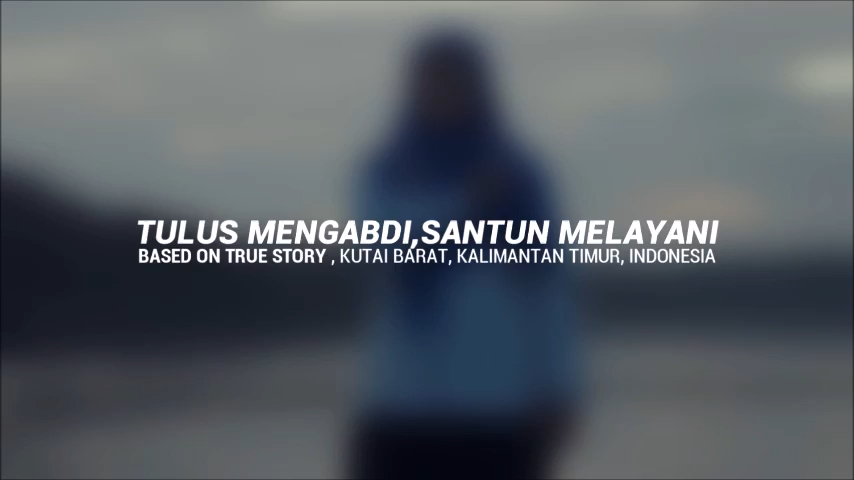 TULUS MENGABDI,SANTUN MELAYANI
BASED ON TRUE STORY , KUTAI BARAT, KALIMANTAN TIMUR, INDONESIA